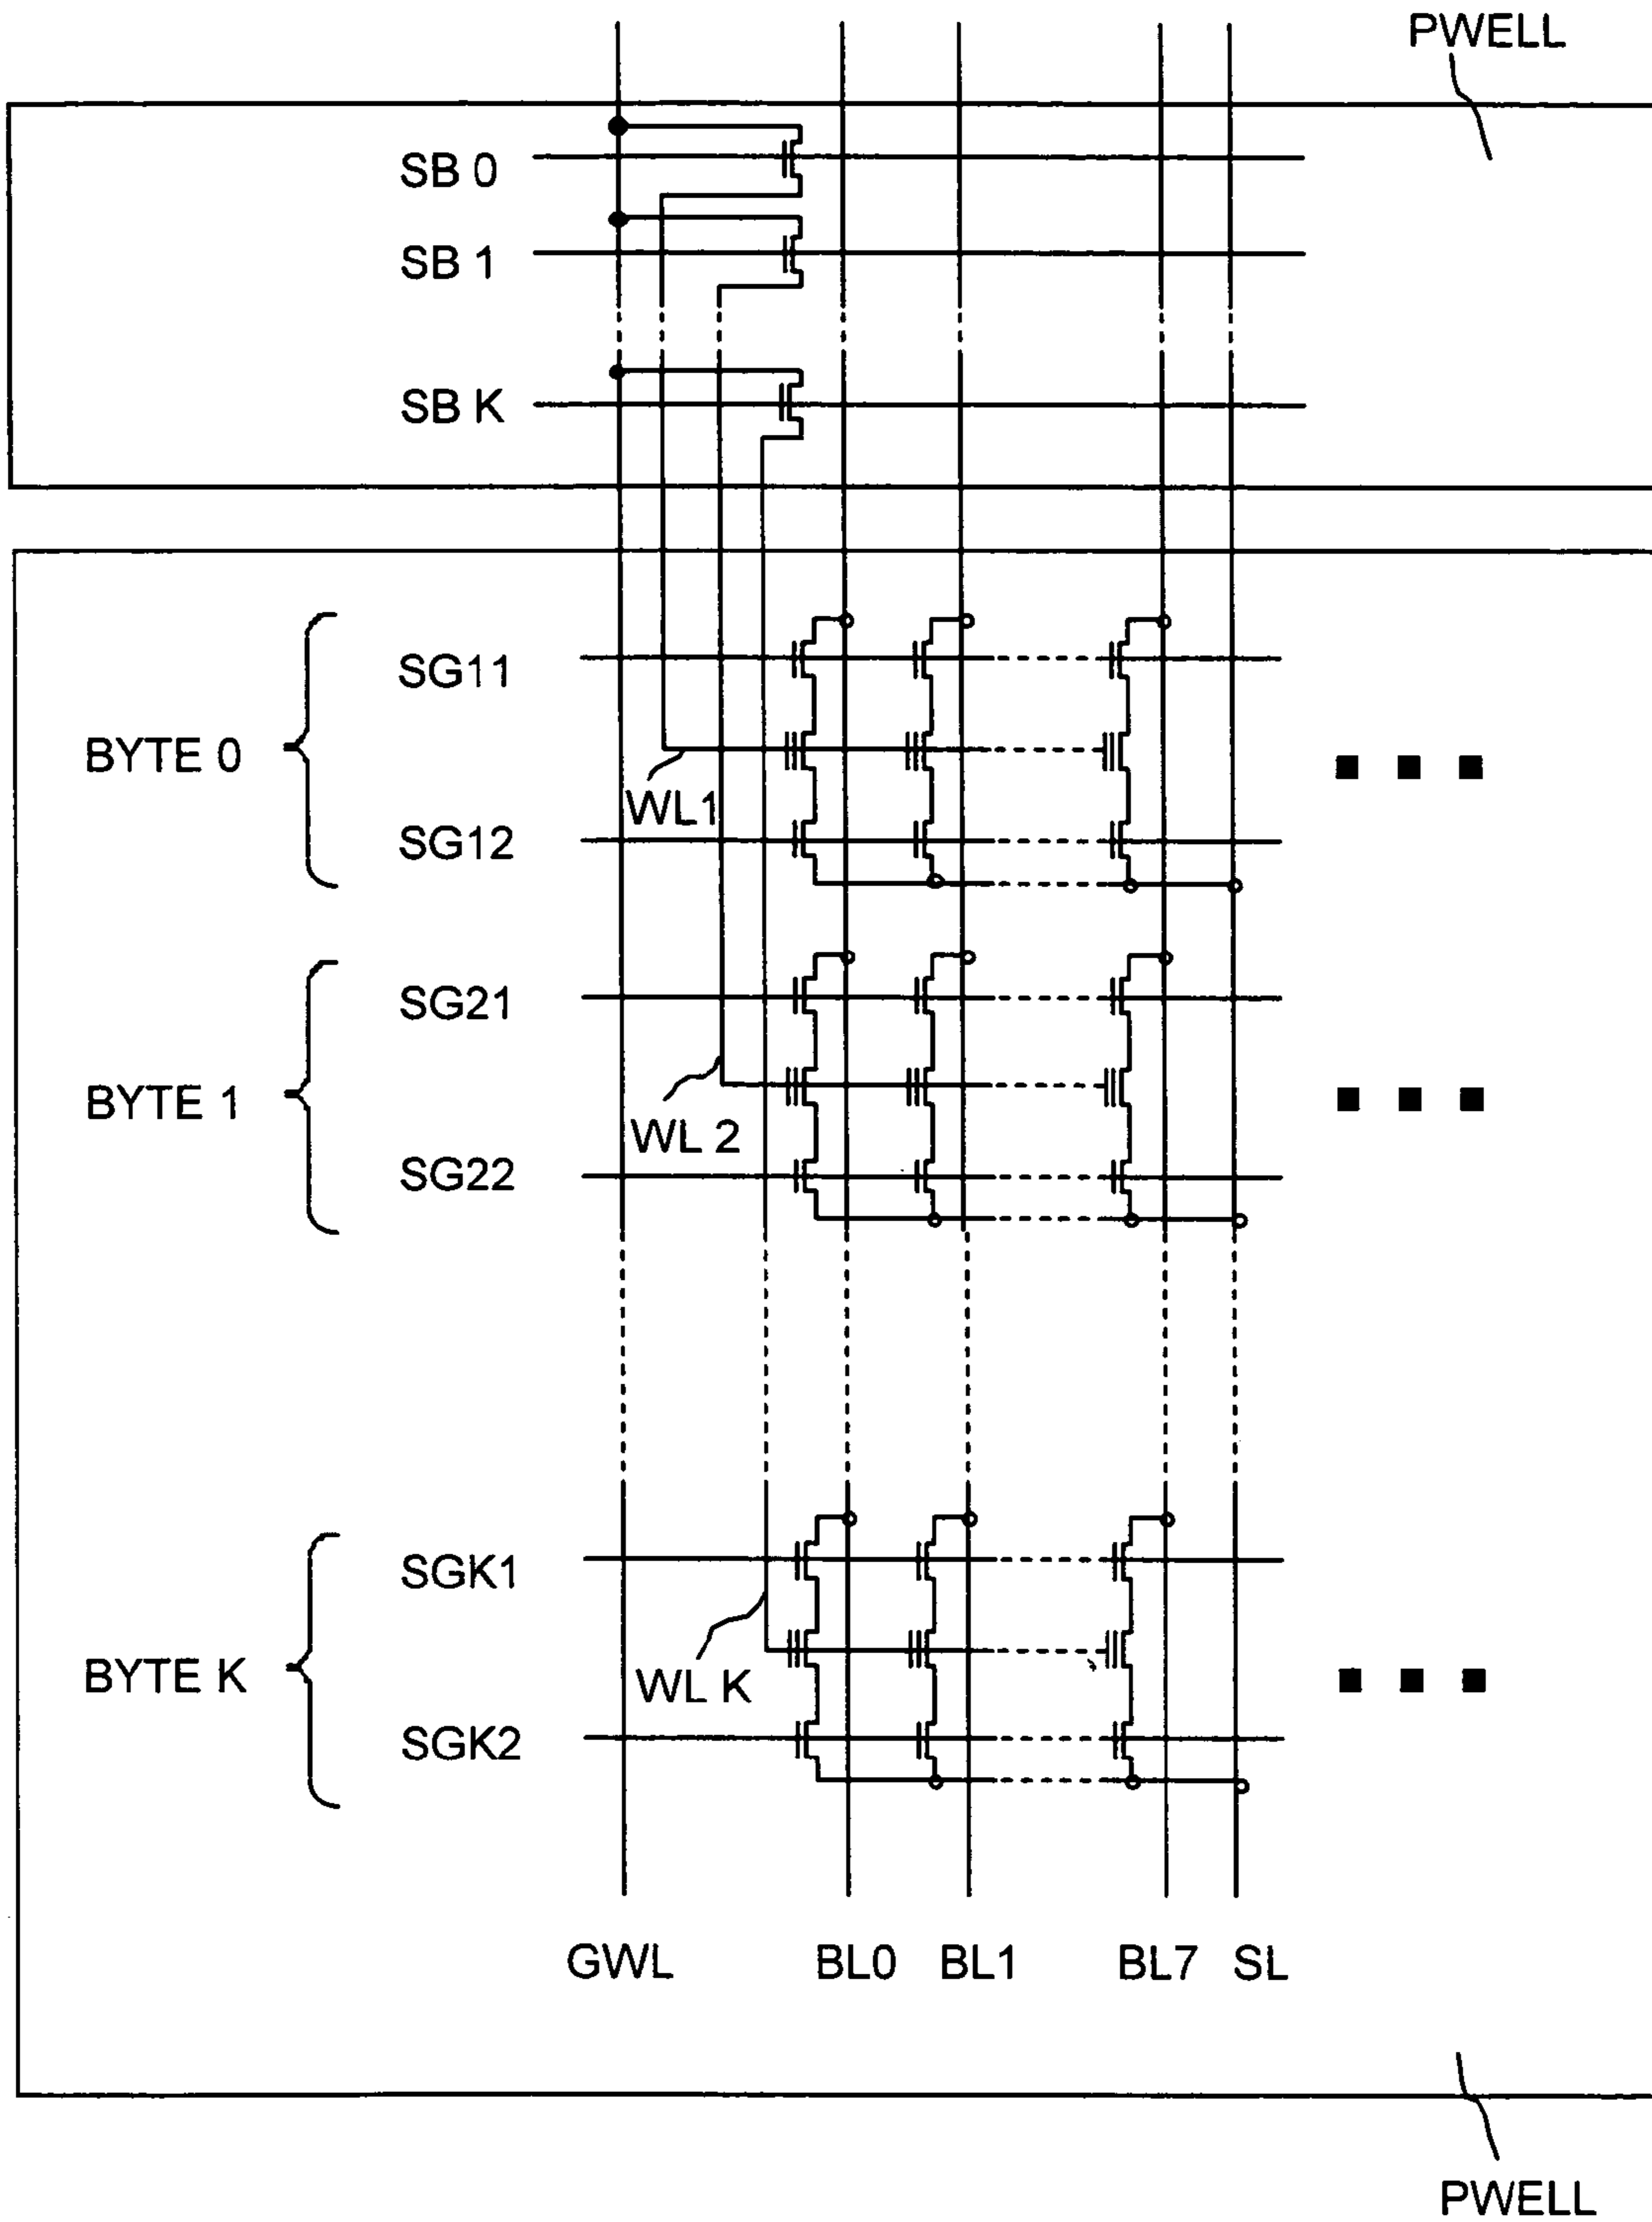 PWELL
SB 0
SB 1
SB K
SG11
BYTE 0
WL1
SG12
SG21
BYTE 1
WL 2
SG22
SGK1
BYTE K
WL K
SGK2
GWL BL0 BL1 BL7 SL
PWELL